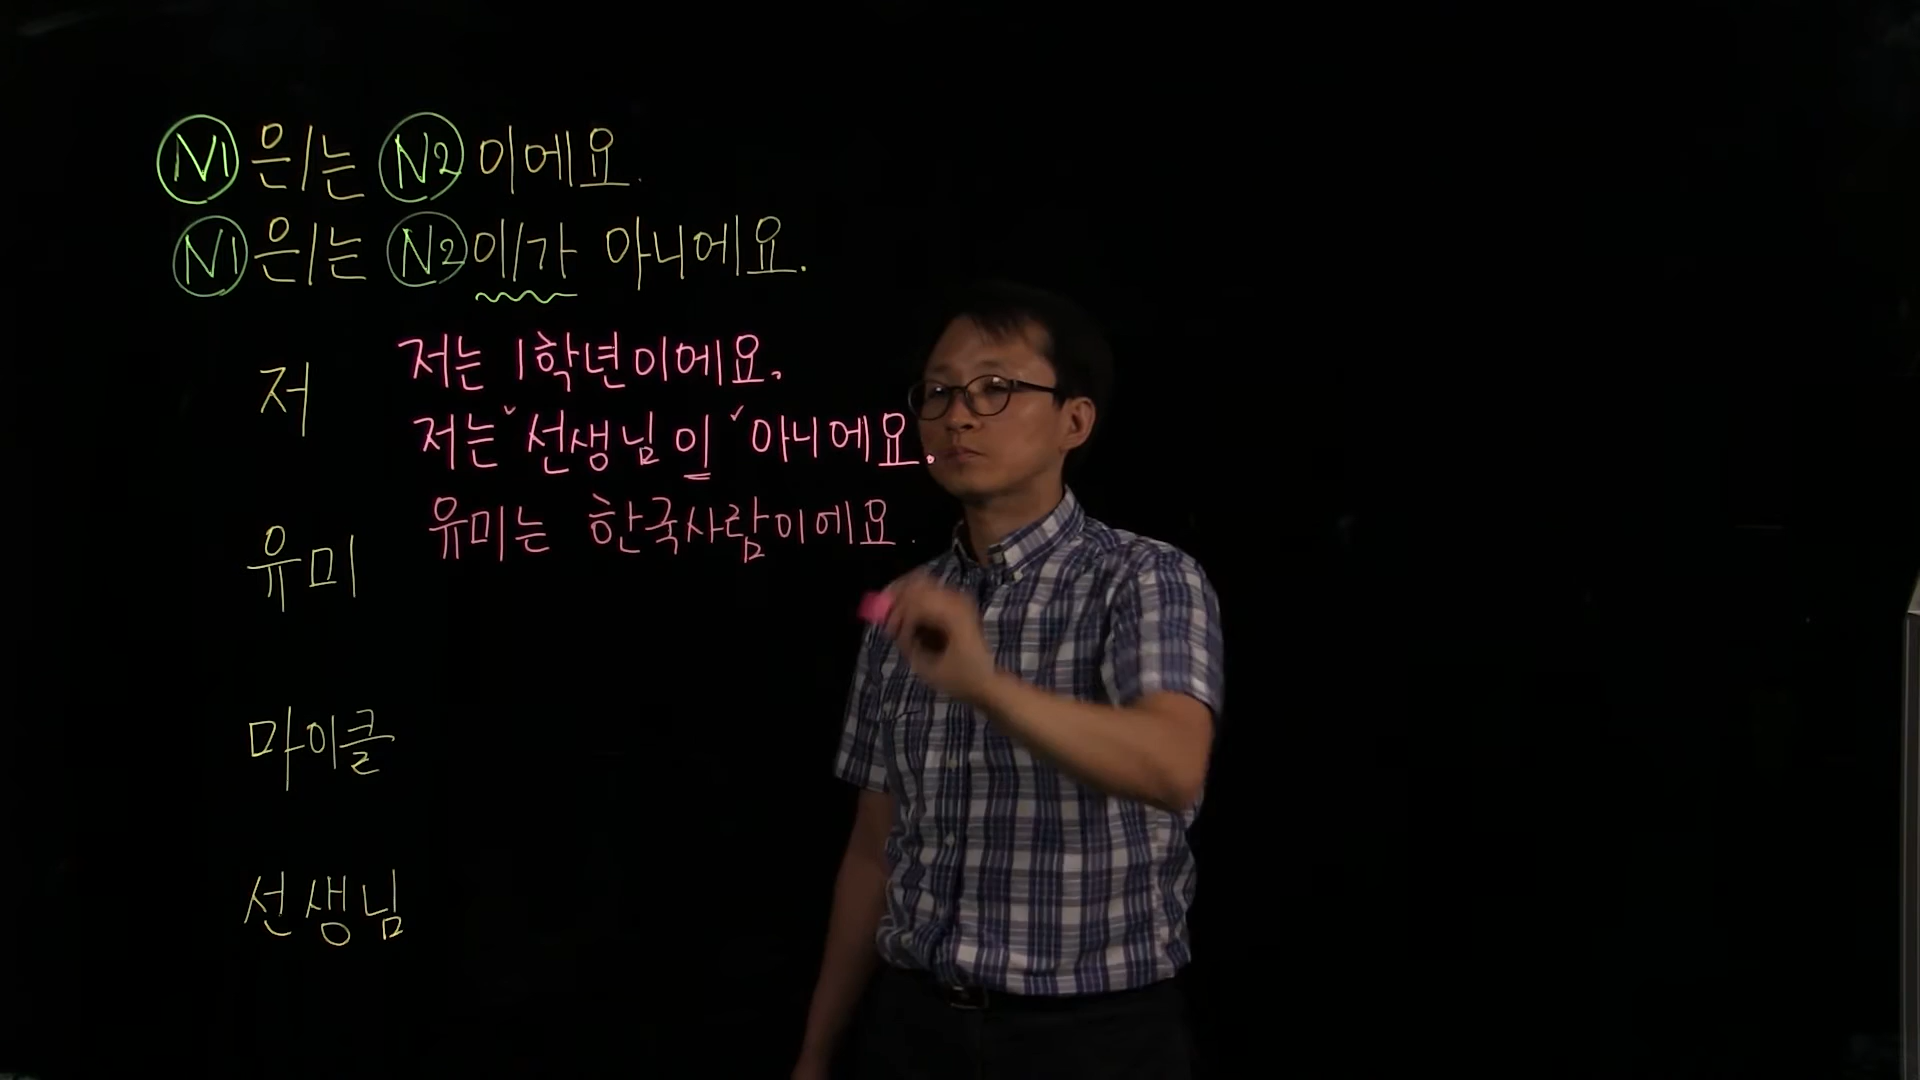 N1 은/는 N2 이에요.
N1 은/는 N2 이/가 아니에요.
저 저는 1학년이에요.
저는 선생님이 아니에요.
유미 유미는 한국사람이에요.
마이클
선생님